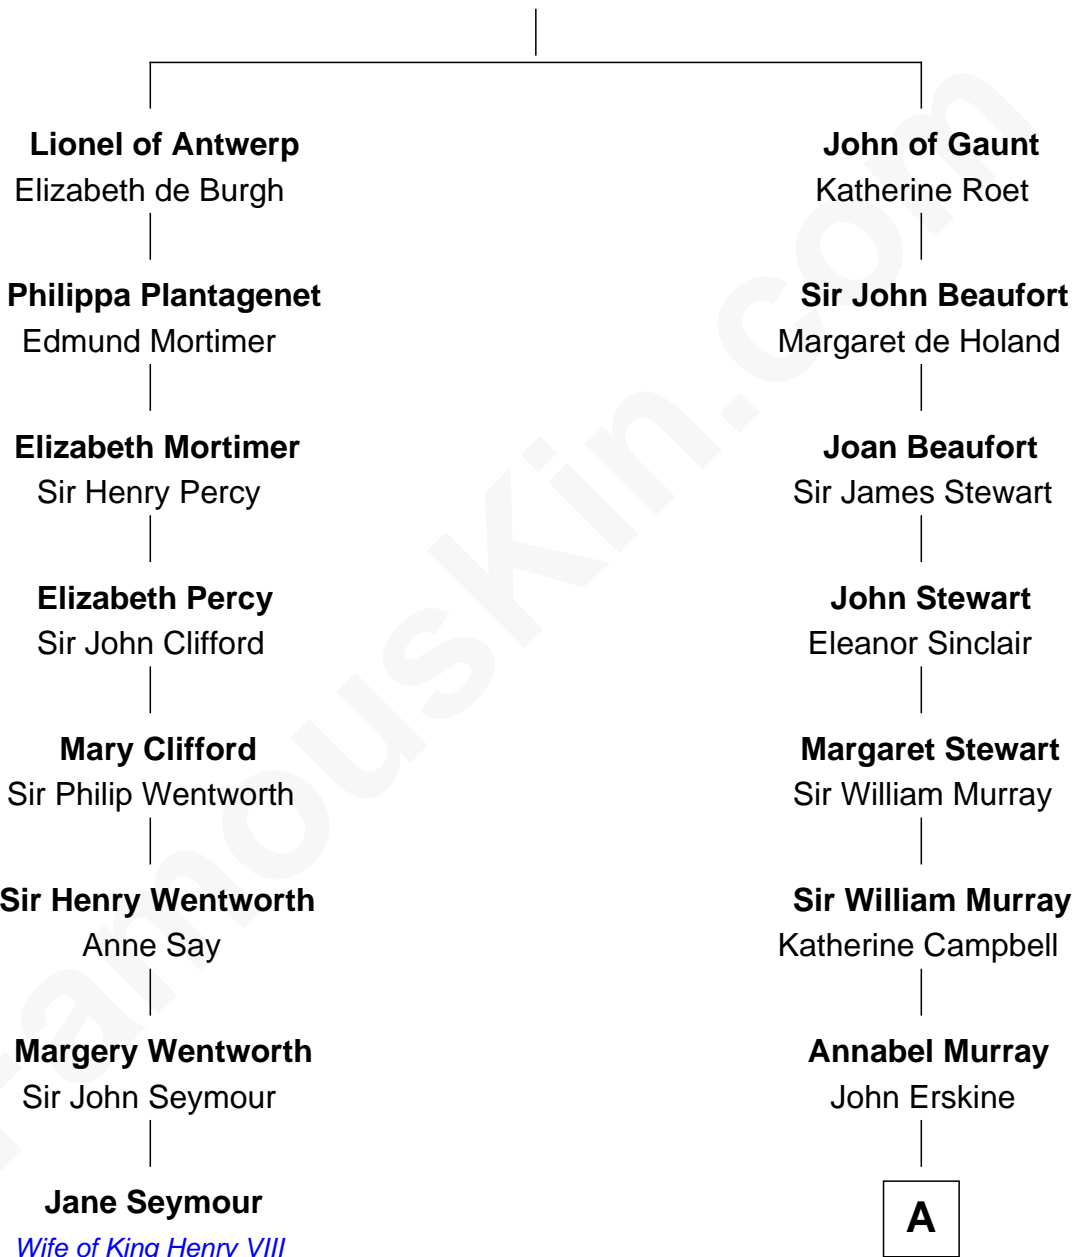 Lionel of Antwerp
Elizabeth de Burgh
Philippa Plantagenet
Edmund Mortimer
Elizabeth Mortimer
Sir Henry Percy
Elizabeth Percy
Sir John Clifford
Mary Clifford
Sir Philip Wentworth
Sir Henry Wentworth
Anne Say
Margery Wentworth
Sir John Seymour
Jane Seymour
Wife of King Henry VIII
John of Gaunt
Katherine Roet
Sir John Beaufort
Margaret de Holand
Joan Beaufort
Sir James Stewart
John Stewart
Eleanor Sinclair
Margaret Stewart
Sir William Murray
Sir William Murray
Katherine Campbell
Annabel Murray
John Erskine
A
FamousKin.com